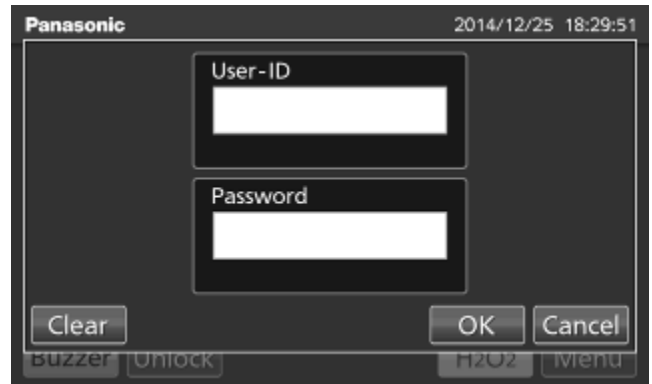 Panasonic 2014/12/25 18:29:51
User-ID
Password
Clear OK Cancel
Buzzer Unlock H2O2 Menu